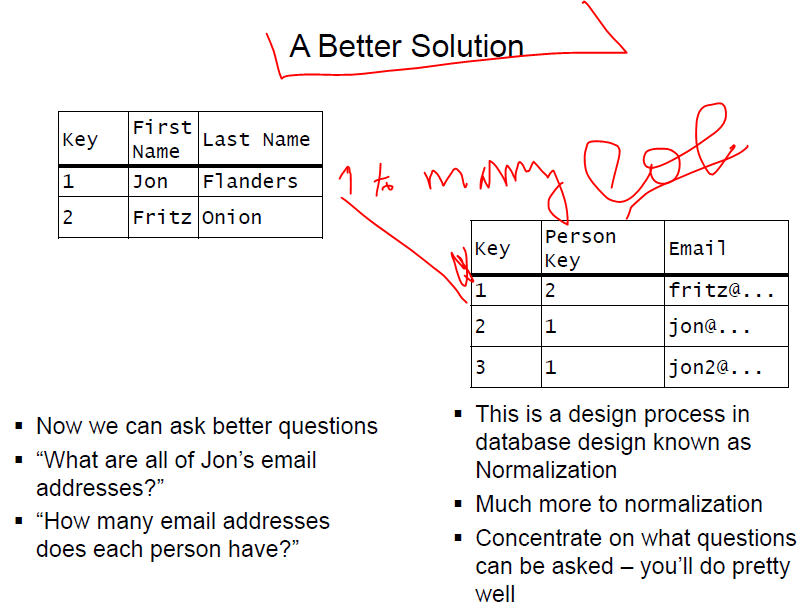 A Better Solution
Key First Name Last Name
1 Jon Flanders
2 Fritz Onion
1 to many
Key Person Key Email
1 2 fritz@...
2 1 jon@...
3 1 jon2@...
▪ Now we can ask better questions
▪ “What are all of Jon’s email
addresses?”
▪ “How many email addresses
does each person have?”
▪ This is a design process in
database design known as
Normalization
▪ Much more to normalization
▪ Concentrate on what questions
can be asked – you’ll do pretty
well